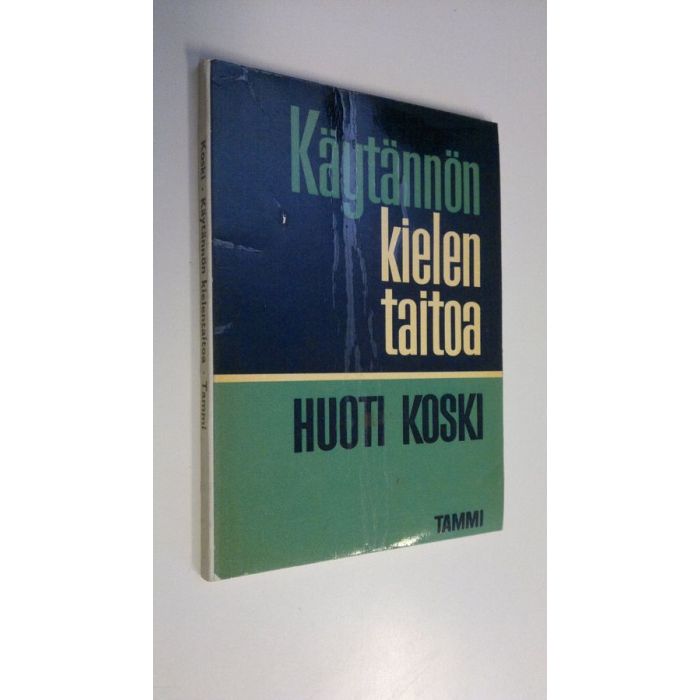 Käytännön
kielen
taitoa
HUOTI KOSKI
TAMMI
Koski · Käytännön kielentaitoa · Tammi